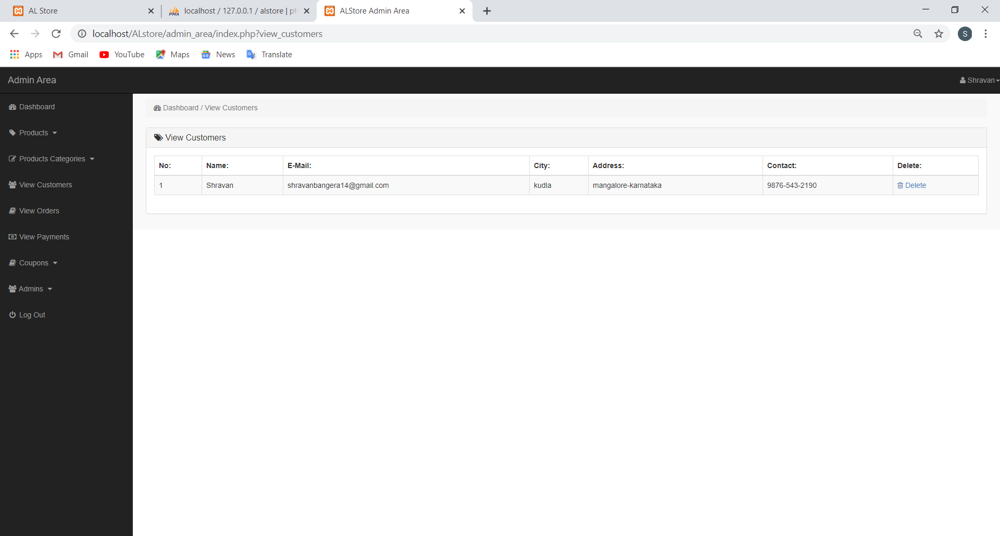 AL Store
localhost / 127.0.0.1 / alstore | ph
ALStore Admin Area
localhost/ALstore/admin_area/index.php?view_customers
S
Apps Gmail YouTube Maps News Translate
Admin Area
Shravan
Dashboard
Products
Products Categories
View Customers
View Orders
View Payments
Coupons
Admins
Log Out
Dashboard / View Customers
View Customers
No: Name: E-Mail: City: Address: Contact: Delete:
1 Shravan shravanbangera14@gmail.com kudla mangalore-karnataka 9876-543-2190 Delete